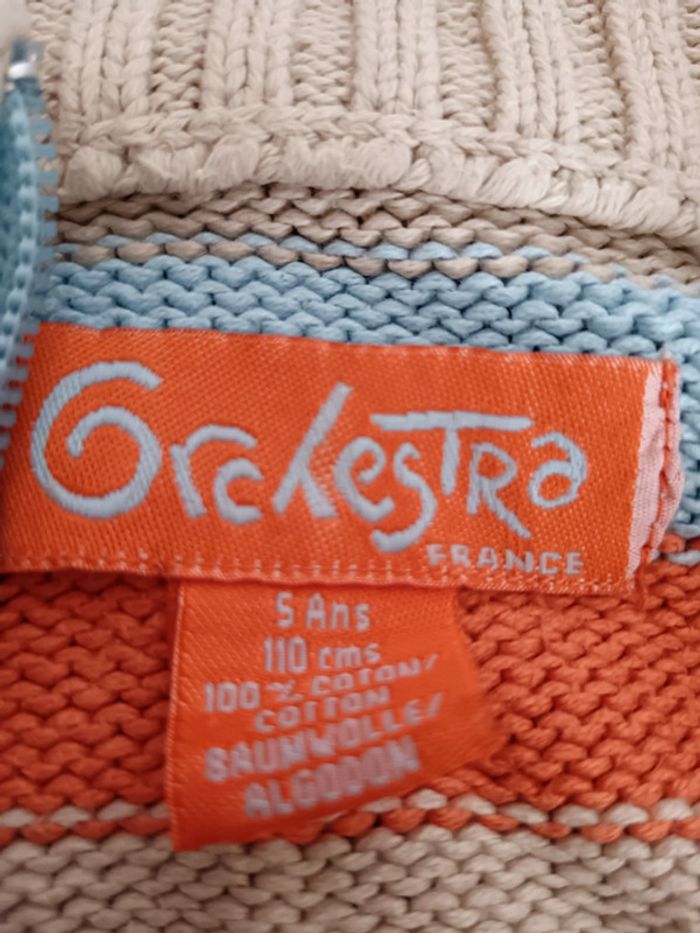 Orchestra
FRANCE
5 Ans
110 cms
100% COTON/
COTTON
BAUMWOLLE/
ALGODON